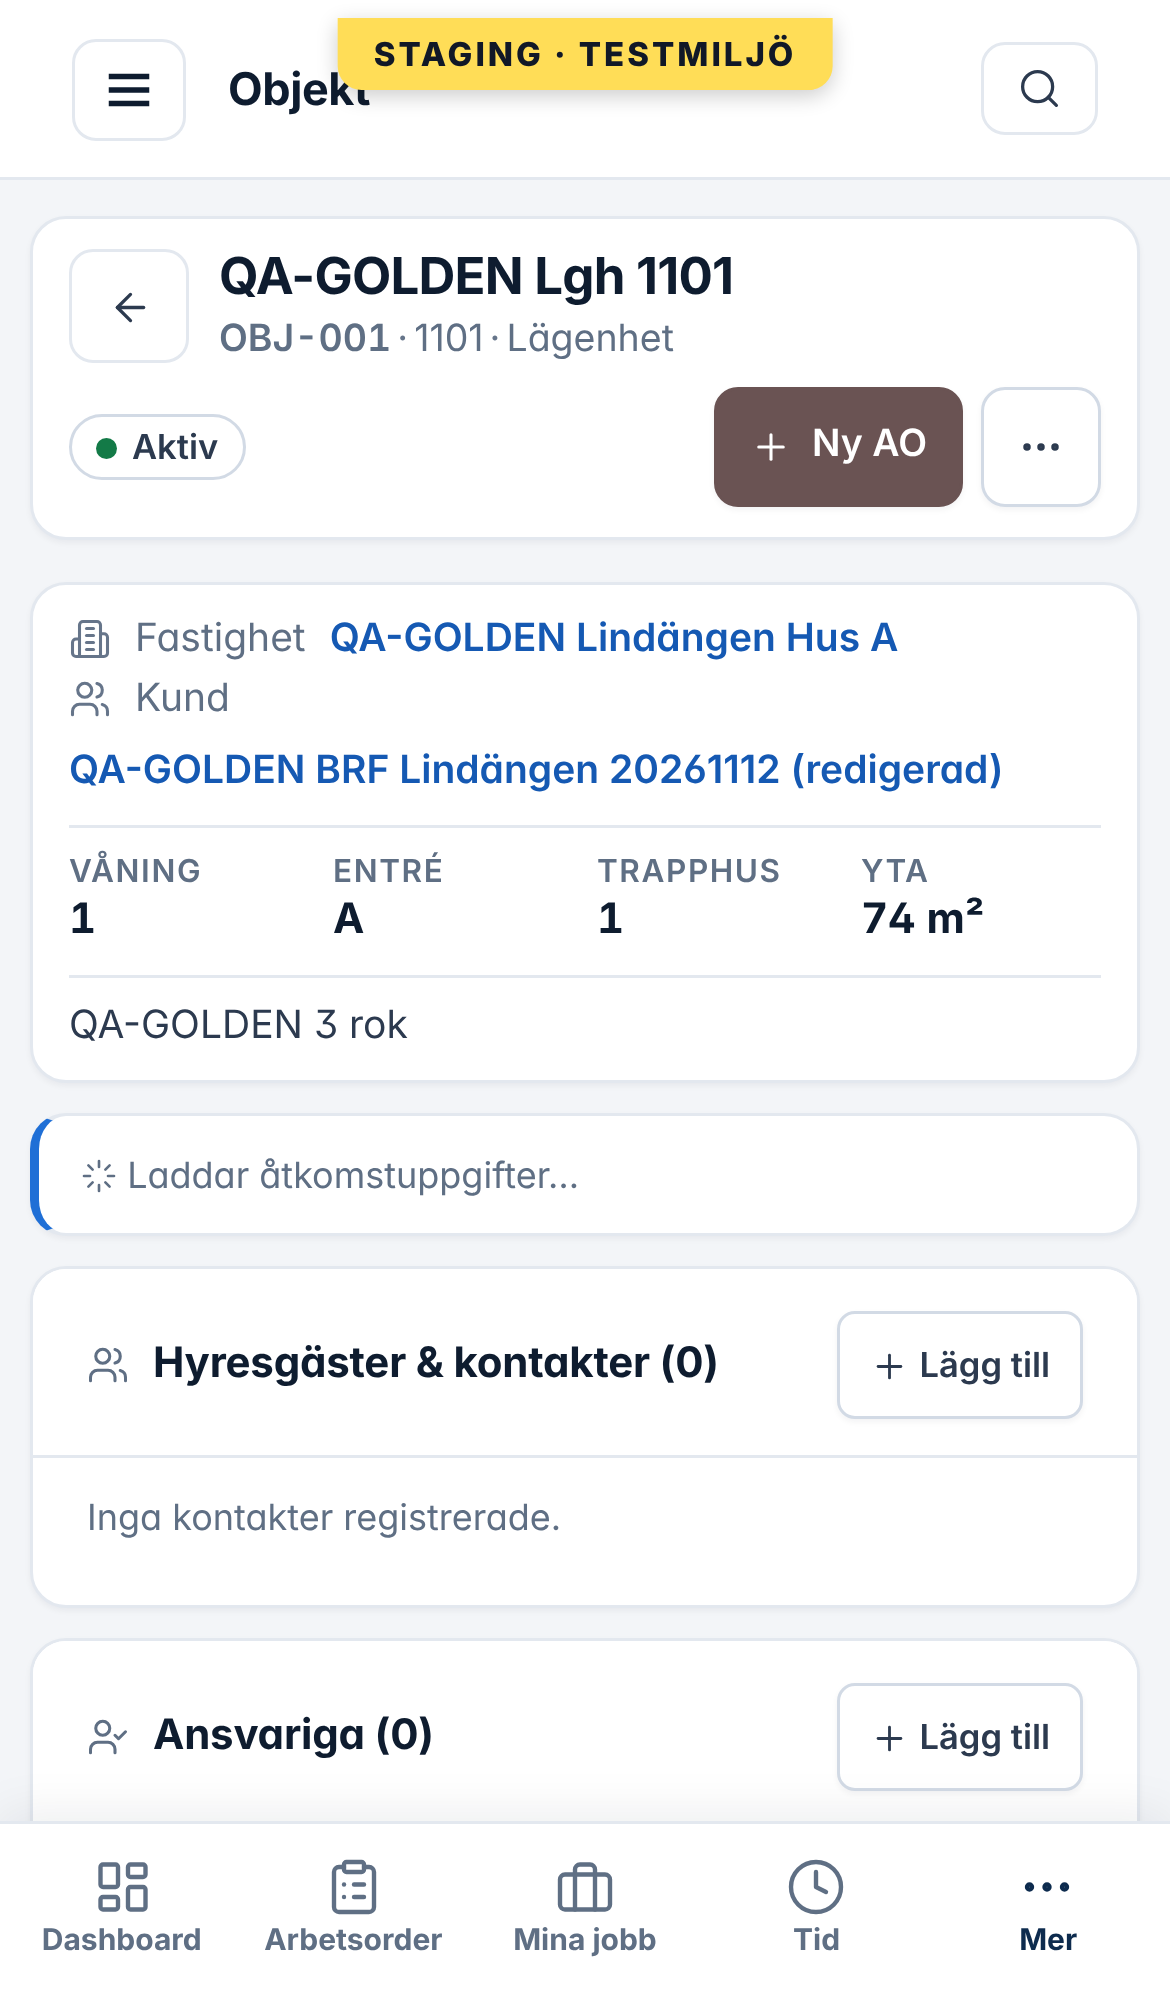 STAGING · TESTMILJÖ
Objekt
QA-GOLDEN Lgh 1101
OBJ-001 · 1101 · Lägenhet
Aktiv
+ Ny AO
Fastighet QA-GOLDEN Lindängen Hus A
Kund
QA-GOLDEN BRF Lindängen 20261112 (redigerad)
VÅNING ENTRÉ TRAPPHUS YTA
1 A 1 74 m²
QA-GOLDEN 3 rok
Laddar åtkomstuppgifter...
Hyresgäster & kontakter (0) + Lägg till
Inga kontakter registrerade.
Ansvariga (0) + Lägg till
Dashboard Arbetsorder Mina jobb Tid Mer